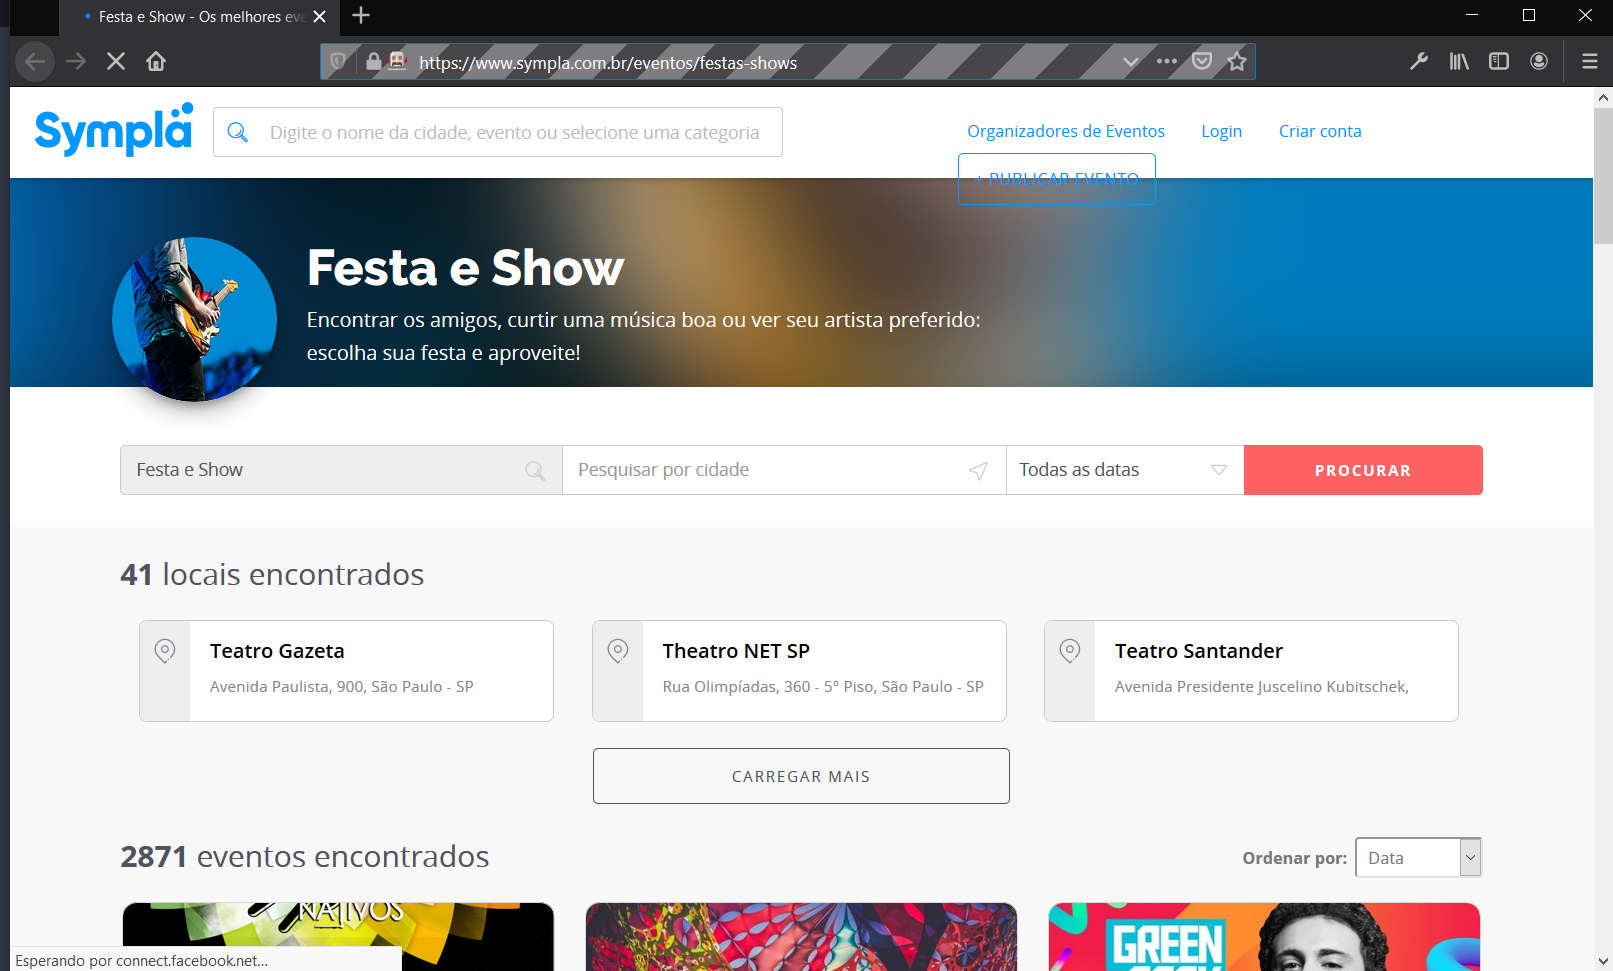 Festa e Show - Os melhores eve
https://www.sympla.com.br/eventos/festas-shows
Sympla
Digite o nome da cidade, evento ou selecione uma categoria
Organizadores de Eventos
Login
Criar conta
+ PUBLICAR EVENTO
Festa e Show
Encontrar os amigos, curtir uma música boa ou ver seu artista preferido:
escolha sua festa e aproveite!
Festa e Show
Pesquisar por cidade
Todas as datas
PROCURAR
41 locais encontrados
Teatro Gazeta
Avenida Paulista, 900, São Paulo - SP
Theatro NET SP
Rua Olimpíadas, 360 - 5° Piso, São Paulo - SP
Teatro Santander
Avenida Presidente Juscelino Kubitschek,
CARREGAR MAIS
2871 eventos encontrados
Ordenar por:
Data
NATIVOS
GREEN
Esperando por connect.facebook.net...